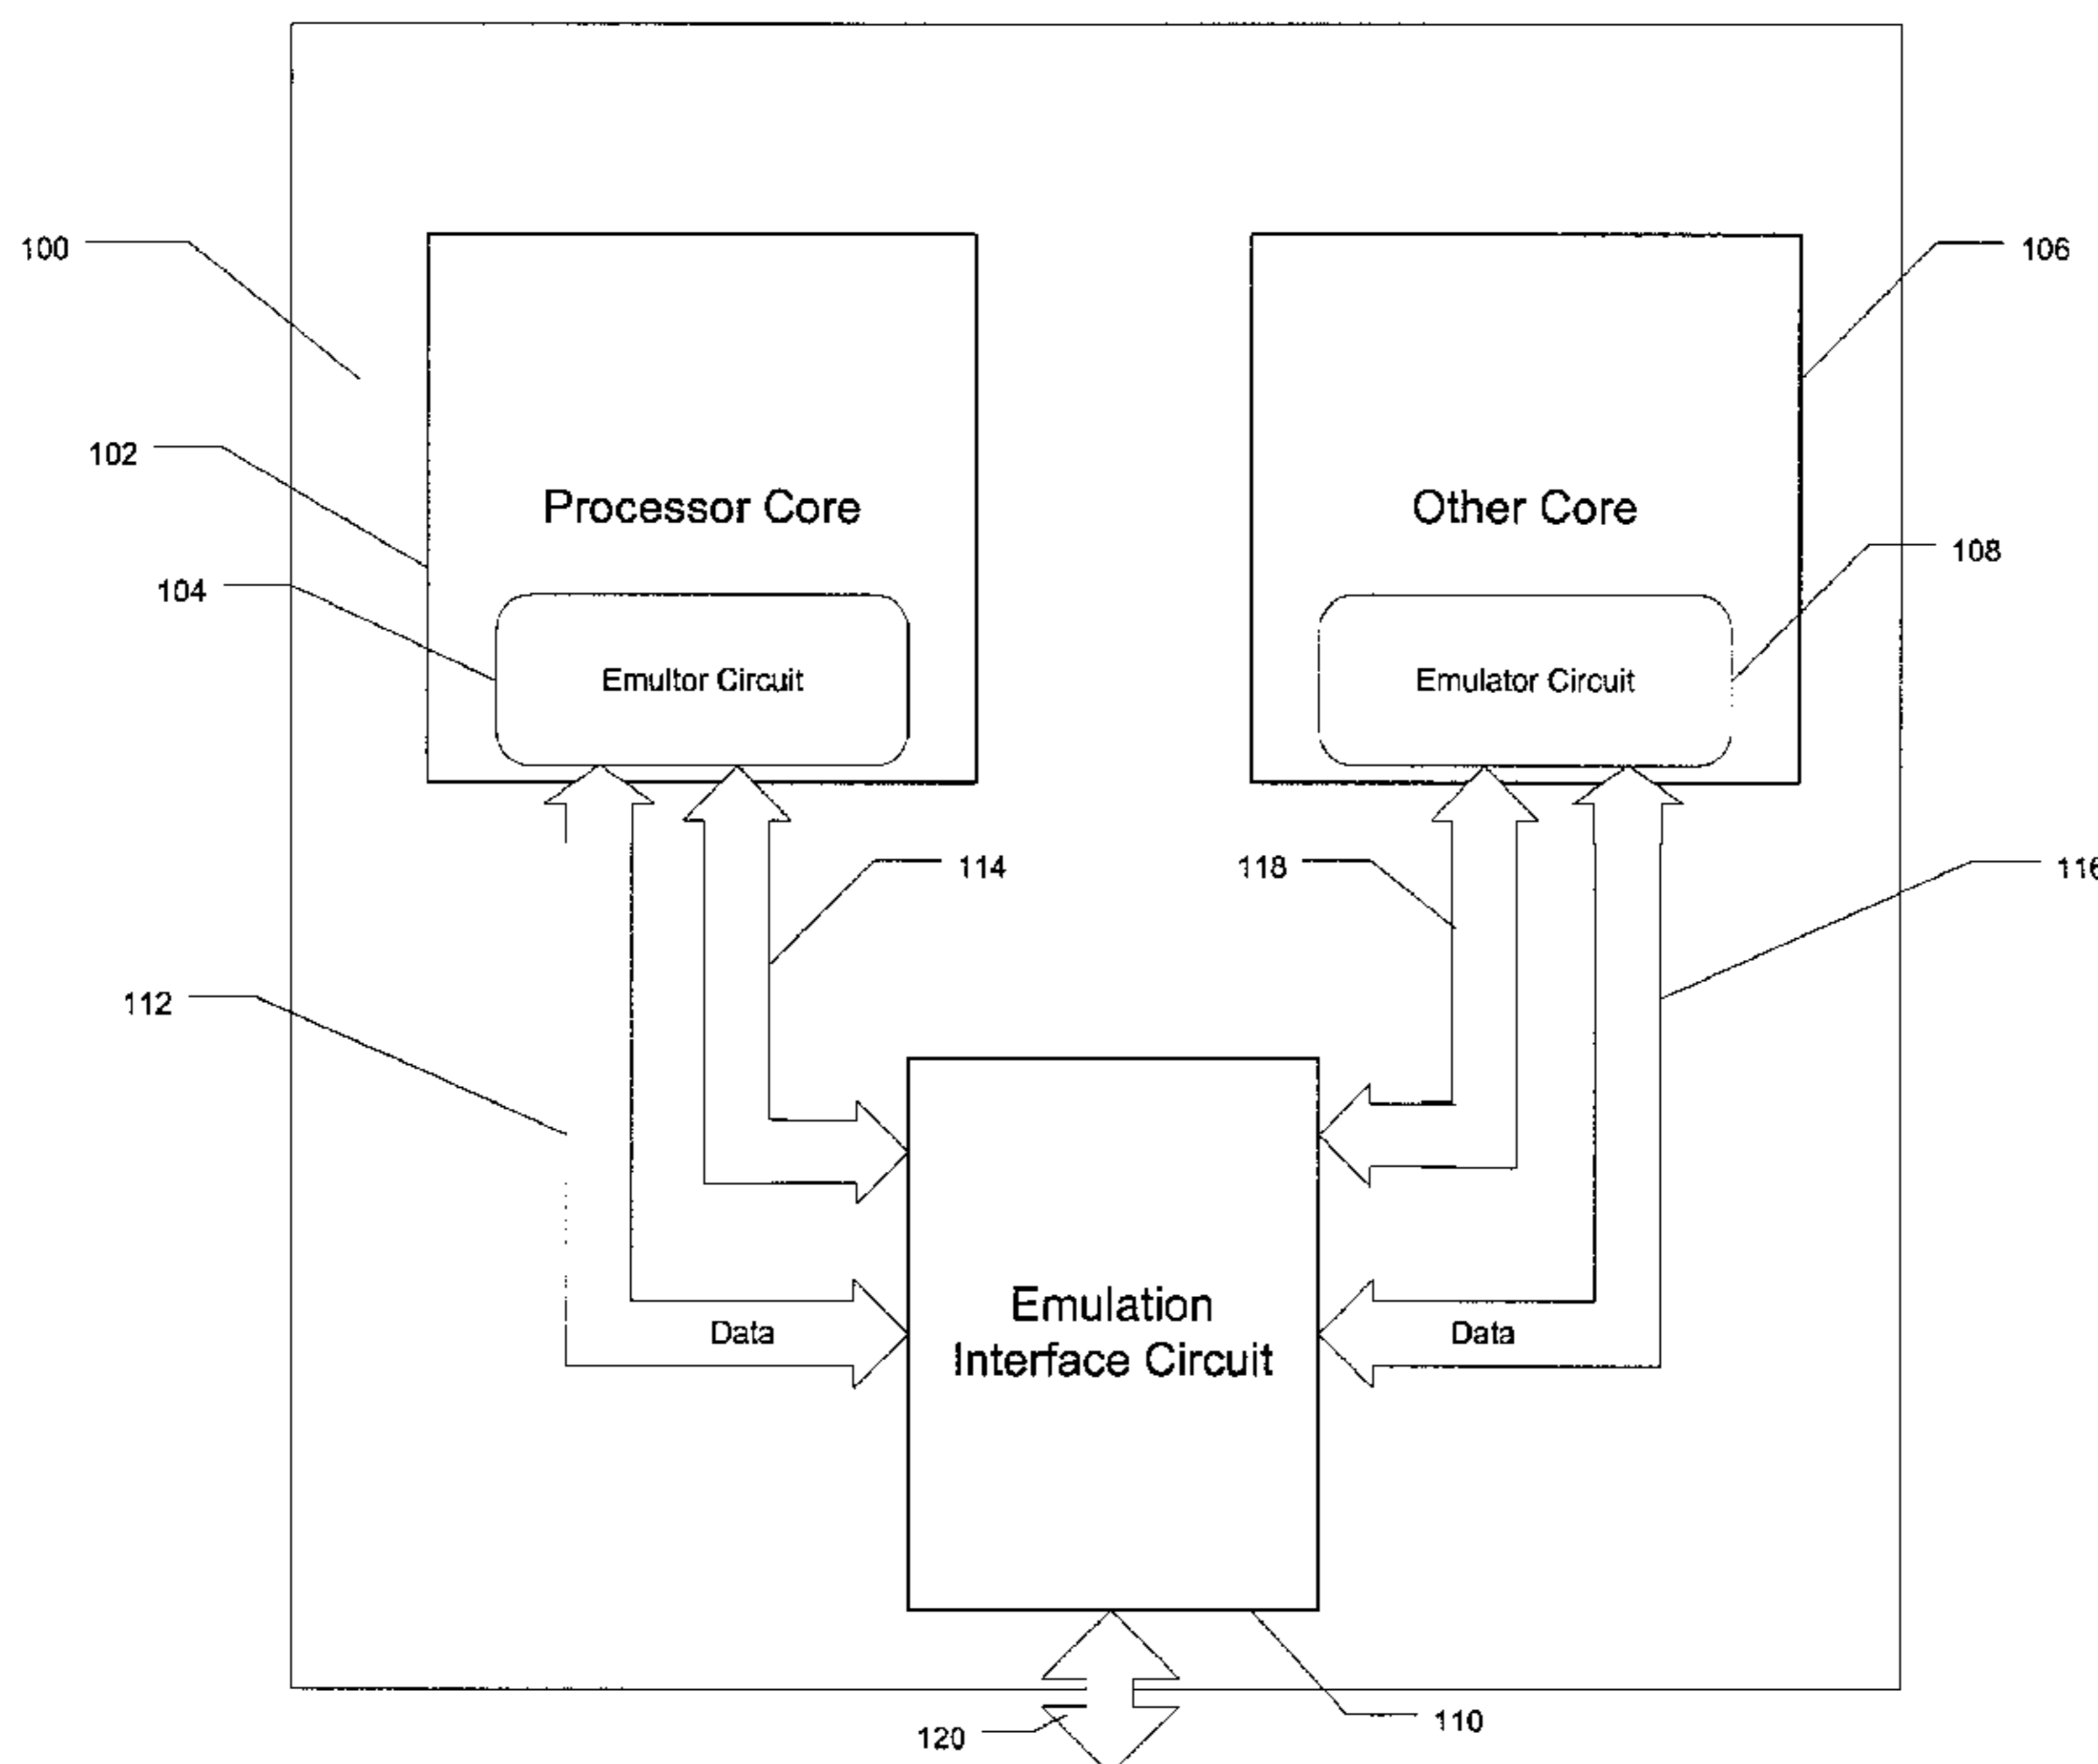 100
106
102
Processor Core
Other Core
104
108
Emultor Circuit
Emulator Circuit
114
118
116
112
Emulation
Interface Circuit
Data
Data
120
110